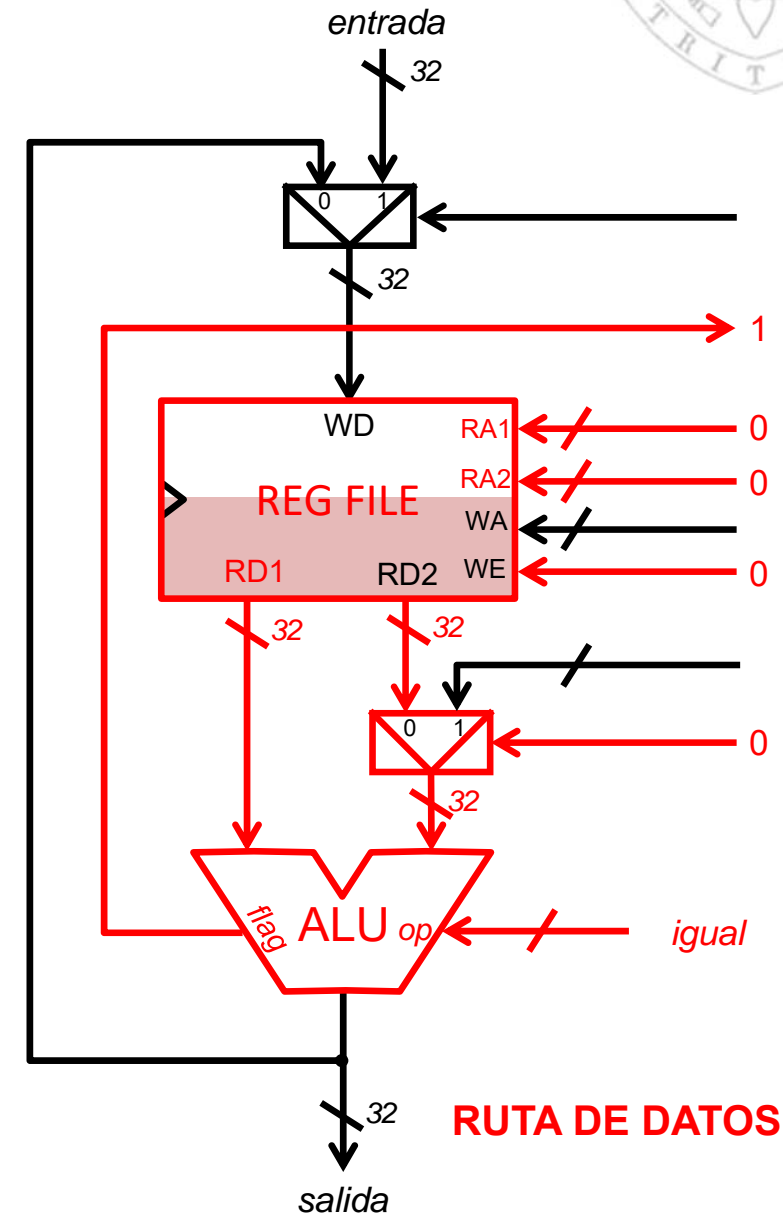 TRIT
entrada
32
0 1
32
1
WD RA1 0
RA2 0
REG FILE WA
RD1 RD2 WE 0
32 32
0 1 0
32
flag ALU op igual
32 RUTA DE DATOS
salida